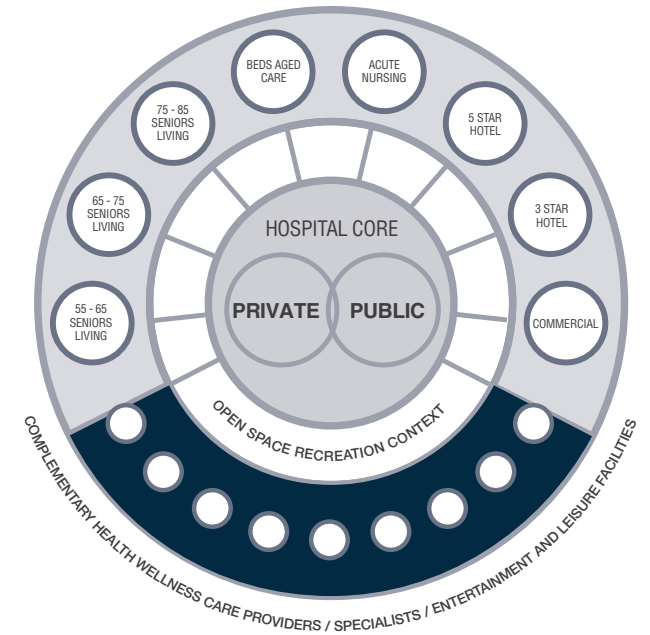 BEDS AGED
CARE
ACUTE
NURSING
75 - 85
SENIORS
LIVING
5 STAR
HOTEL
65 - 75
SENIORS
LIVING
3 STAR
HOTEL
55 - 65
SENIORS
LIVING
COMMERCIAL
HOSPITAL CORE
PRIVATE
PUBLIC
OPEN SPACE RECREATION CONTEXT
COMPLEMENTARY HEALTH WELLNESS CARE PROVIDERS / SPECIALISTS / ENTERTAINMENT AND LEISURE FACILITIES